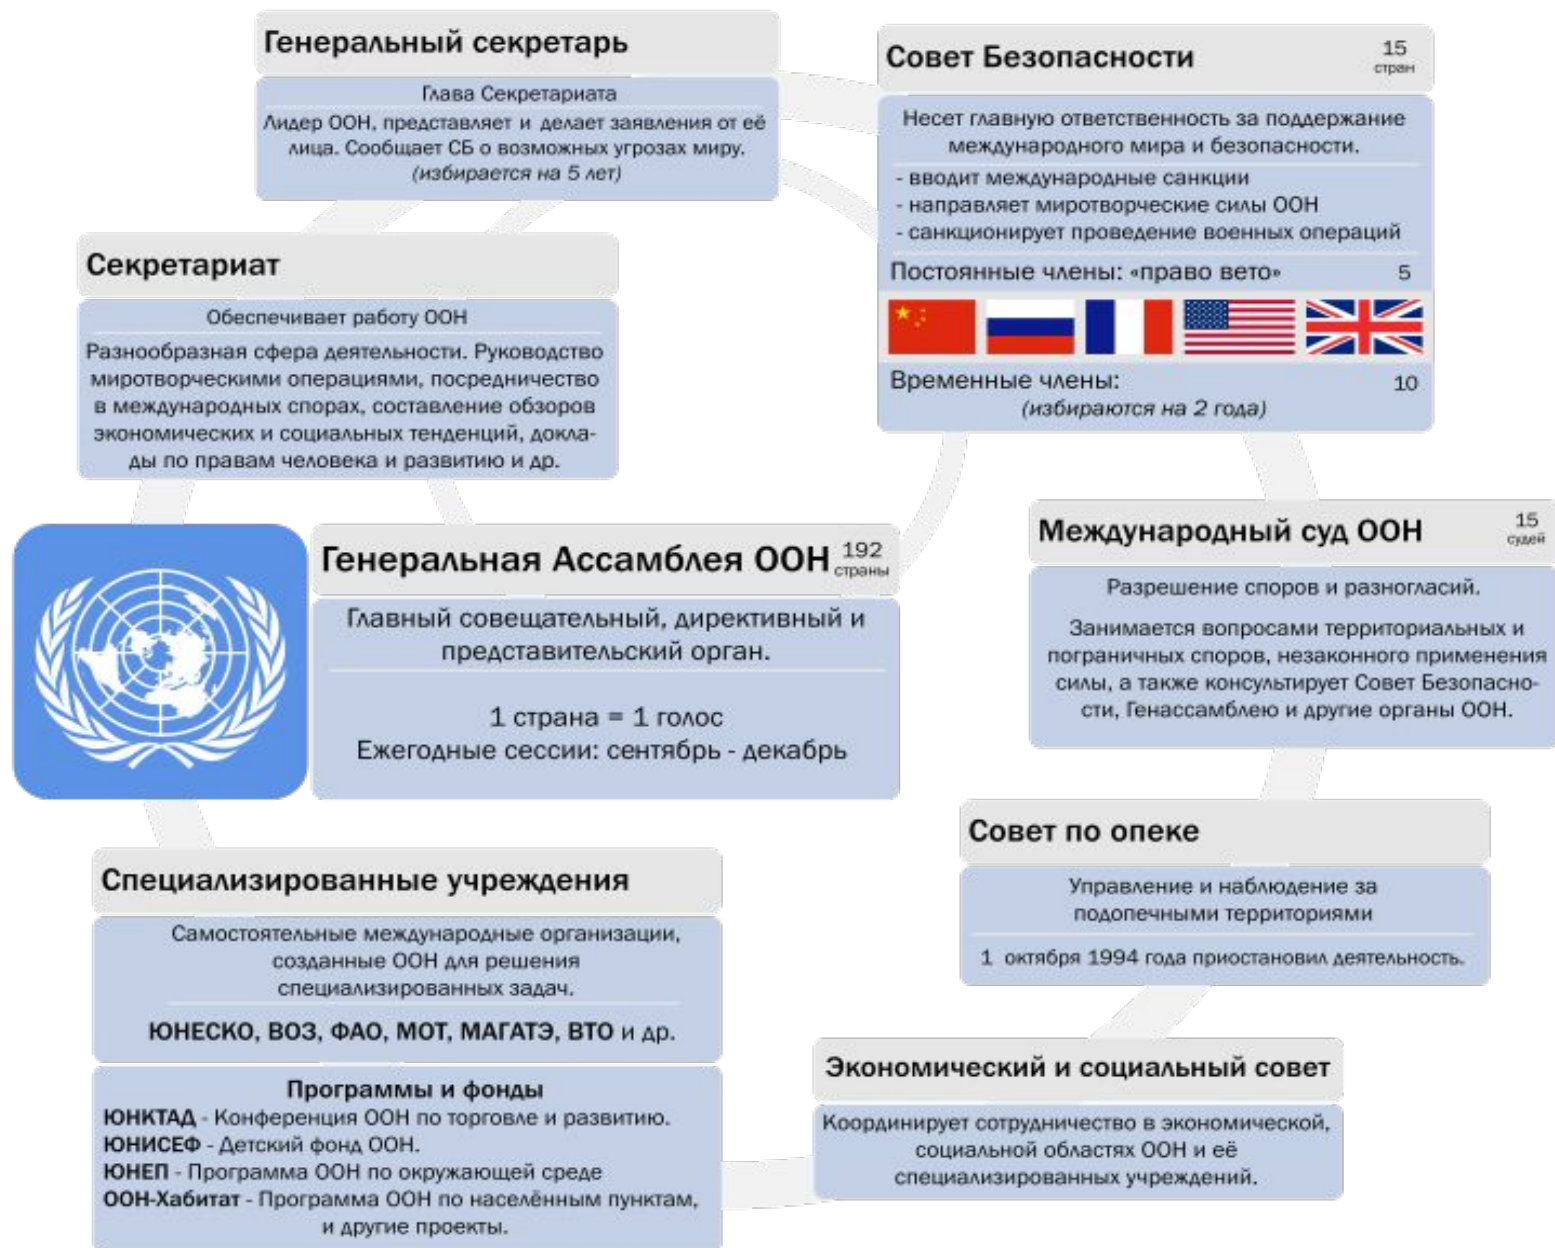 Генеральный секретарь
Глава Секретариата
Лидер ООН, представляет и делает заявления от её
лица. Сообщает СБ о возможных угрозах миру.
(избирается на 5 лет)
Совет Безопасности
15
стран
Несет главную ответственность за поддержание
международного мира и безопасности.
- вводит международные санкции
- направляет миротворческие силы ООН
- санкционирует проведение военных операций
Постоянные члены: «право вето» 5
Временные члены: 10
(избираются на 2 года)
Секретариат
Обеспечивает работу ООН
Разнообразная сфера деятельности. Руководство
миротворческими операциями, посредничество
в международных спорах, составление обзоров
экономических и социальных тенденций, докла-
ды по правам человека и развитию и др.
Генеральная Ассамблея ООН
192
страны
Главный совещательный, директивный и
представительский орган.
1 страна = 1 голос
Ежегодные сессии: сентябрь - декабрь
Международный суд ООН
15
судей
Разрешение споров и разногласий.
Занимается вопросами территориальных и
пограничных споров, незаконного применения
силы, а также консультирует Совет Безопасно-
сти, Генассамблею и другие органы ООН.
Совет по опеке
Управление и наблюдение за
подопечными территориями
1 октября 1994 года приостановил деятельность.
Специализированные учреждения
Самостоятельные международные организации,
созданные ООН для решения
специализированных задач.
ЮНЕСКО, ВОЗ, ФАО, МОТ, МАГАТЭ, ВТО и др.
Программы и фонды
ЮНКТАД - Конференция ООН по торговле и развитию.
ЮНИСЕФ - Детский фонд ООН.
ЮНЕП - Программа ООН по окружающей среде
ООН-Хабитат - Программа ООН по населённым пунктам,
и другие проекты.
Экономический и социальный совет
Координирует сотрудничество в экономической,
социальной областях ООН и её
специализированных учреждений.